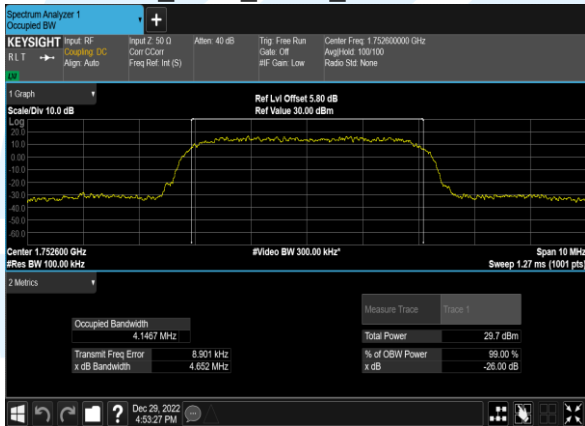 Spectrum Analyzer 1
Occupied BW
+
KEYSIGHT
R L T
Input: RF
Coupling: DC
Align: Auto
Input Z: 50 Ω
Corr CCorr
Freq Ref: Int (S)
Atten: 40 dB
Trig: Free Run
Gate: Off
#IF Gain: Low
Center Freq: 1.752600000 GHz
Avg|Hold: 100/100
Radio Std: None
1 Graph
Scale/Div 10.0 dB
Ref Lvl Offset 5.80 dB
Ref Value 30.00 dBm
Log
20.0
10.0
0.00
-10.0
-20.0
-30.0
-40.0
-50.0
-60.0
Center 1.752600 GHz
#Video BW 300.00 kHz*
Span 10 MHz
#Res BW 100.00 kHz
Sweep 1.27 ms (1001 pts)
2 Metrics
Measure Trace Trace 1
Occupied Bandwidth
4.1467 MHz
Total Power 29.7 dBm
Transmit Freq Error 8.901 kHz
% of OBW Power 99.00 %
x dB Bandwidth 4.652 MHz
x dB -26.00 dB
?
Dec 29, 2022
4:53:27 PM